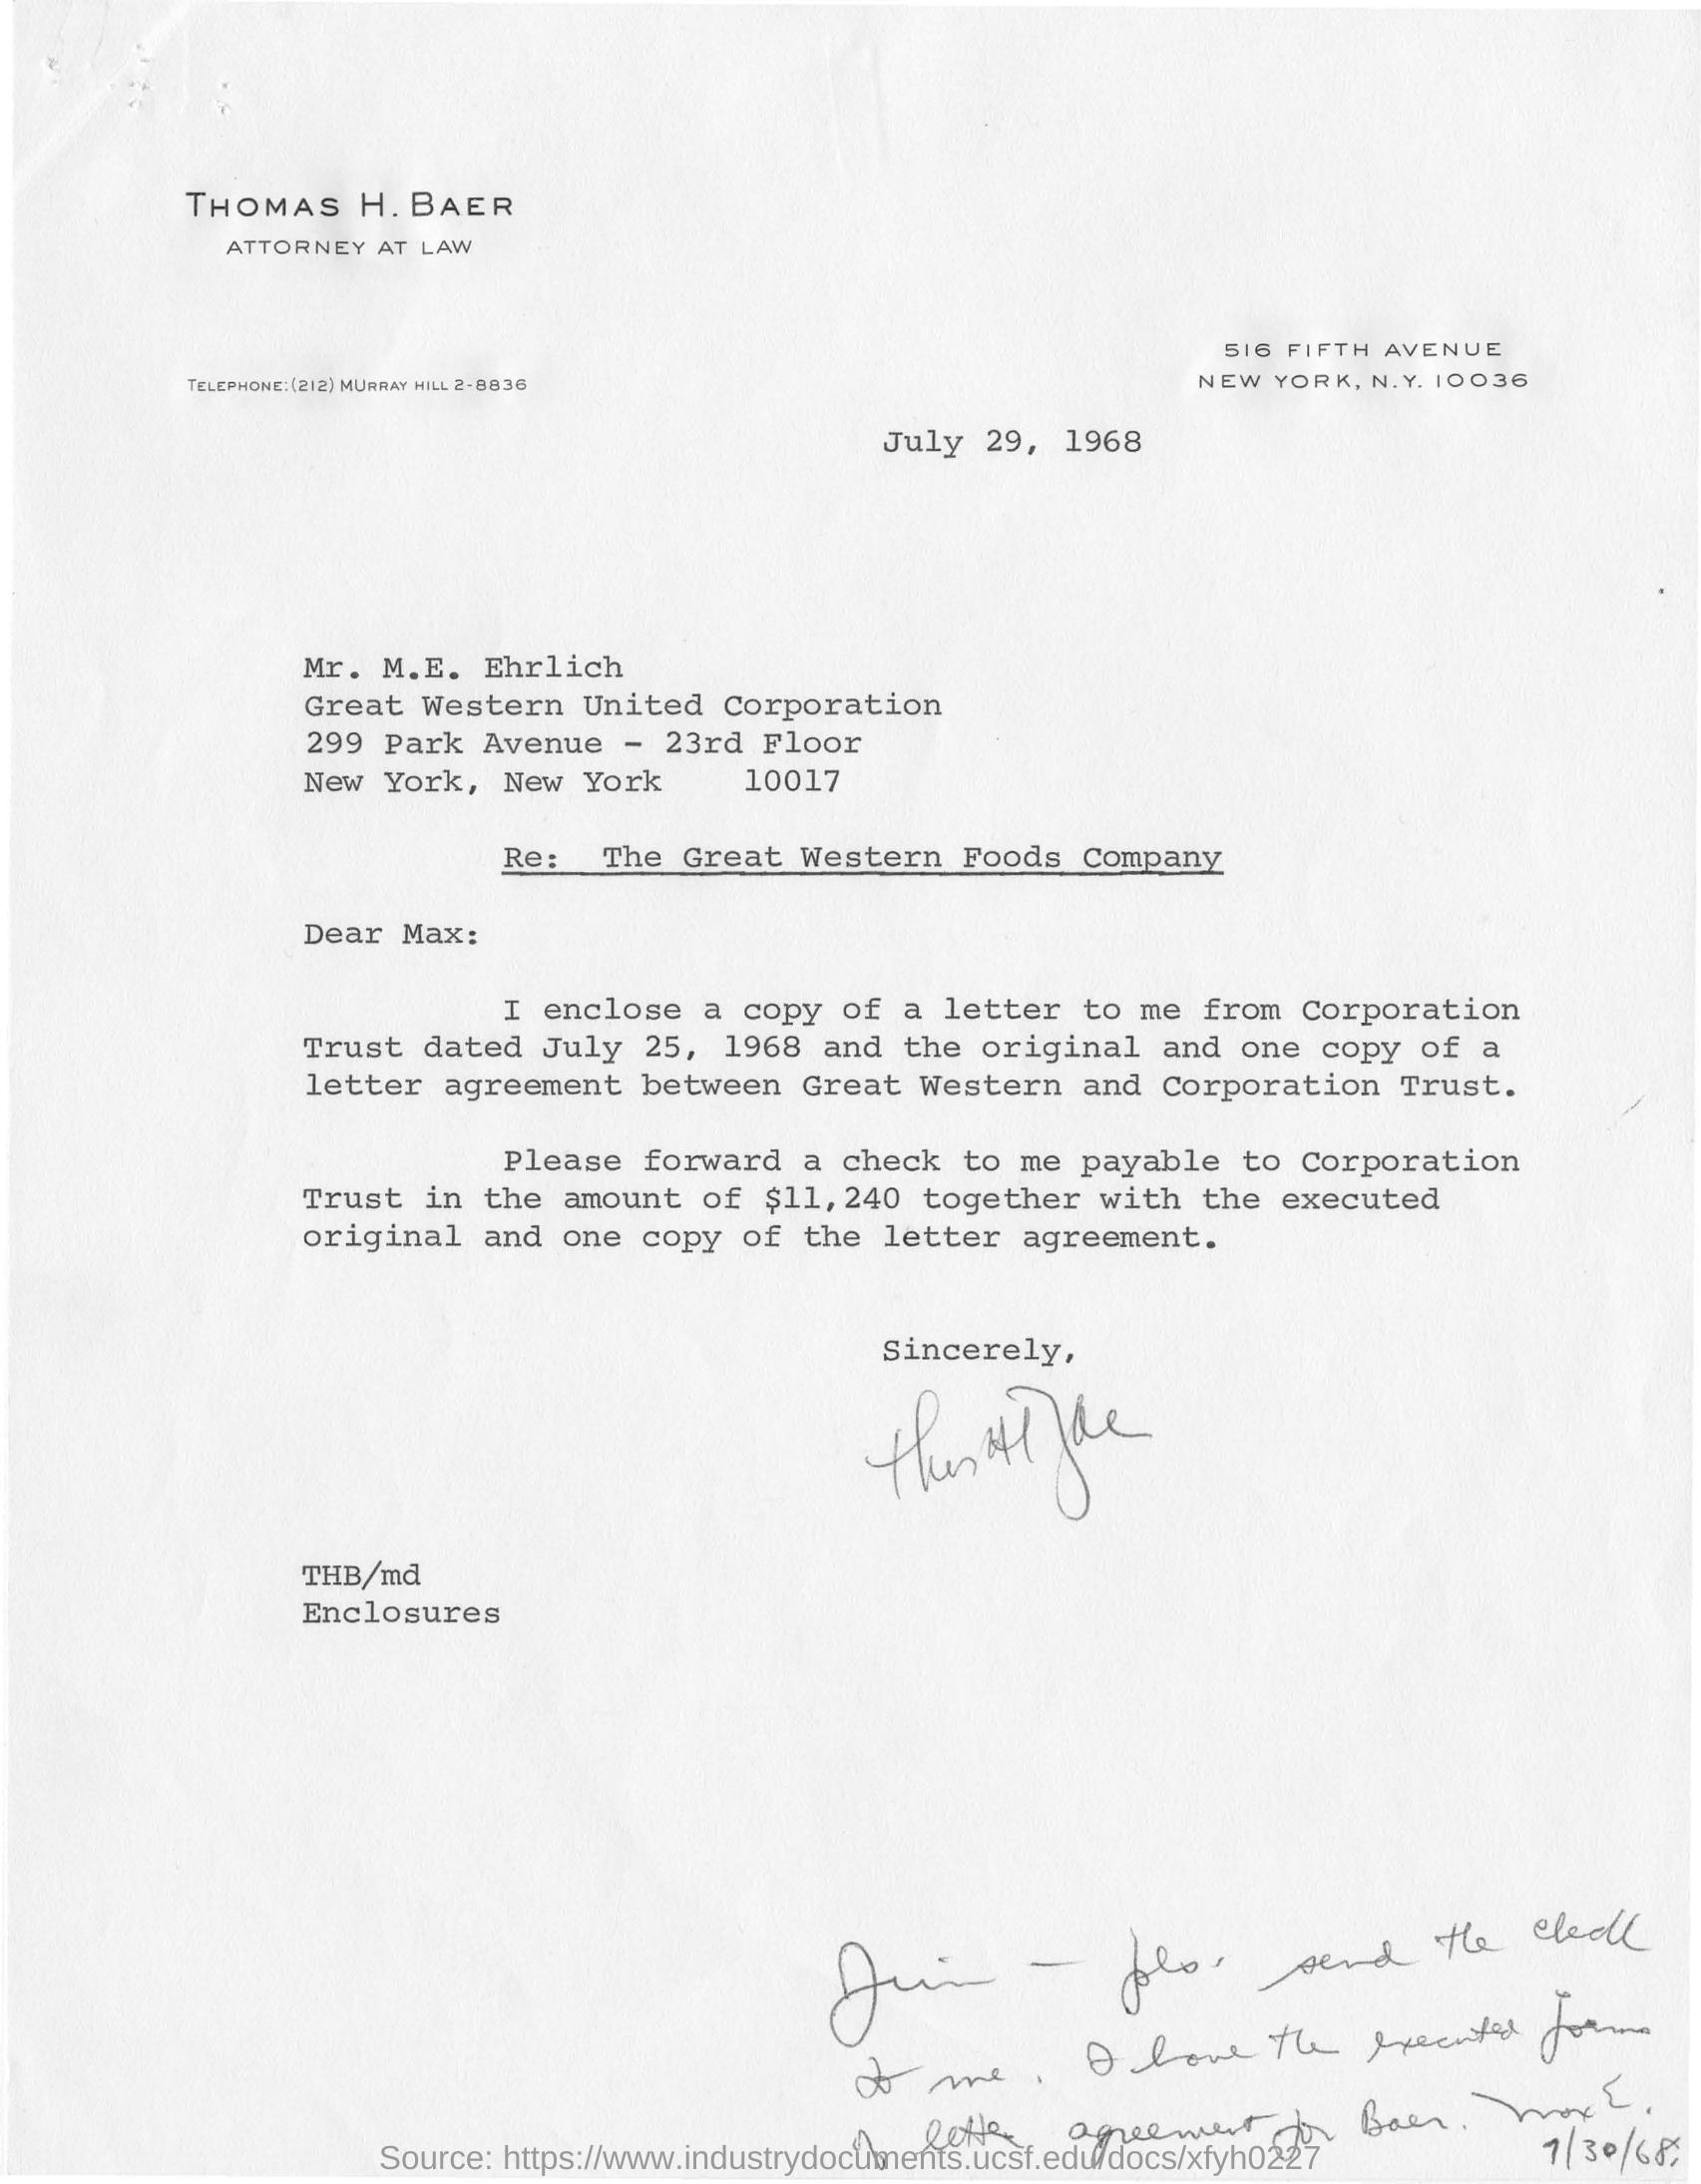 THOMAS H. BAER
ATTORNEY AT LAW
TELEPHONE: (212) MURRAY HILL 2-8836
516 FIFTH AVENUE
NEW YORK, N.Y. 10036
July 29, 1968
Mr. M.E. Ehrlich
Great Western United Corporation
299 Park Avenue - 23rd Floor
New York, New York 10017
Re: The Great Western Foods Company
Dear Max:
I enclose a copy of a letter to me from Corporation
Trust dated July 25, 1968 and the original and one copy of a
letter agreement between Great Western and Corporation Trust.
Please forward a check to me payable to Corporation
Trust in the amount of $11,240 together with the executed
original and one copy of the letter agreement.
Sincerely,
THB/md
Enclosures
Jim - pls. send the check
to me. I have the executed forms
of letter agreement for Baer. Max E.
7/30/68.
Source: https://www.industrydocuments.ucsf.edu/docs/xfyh0227